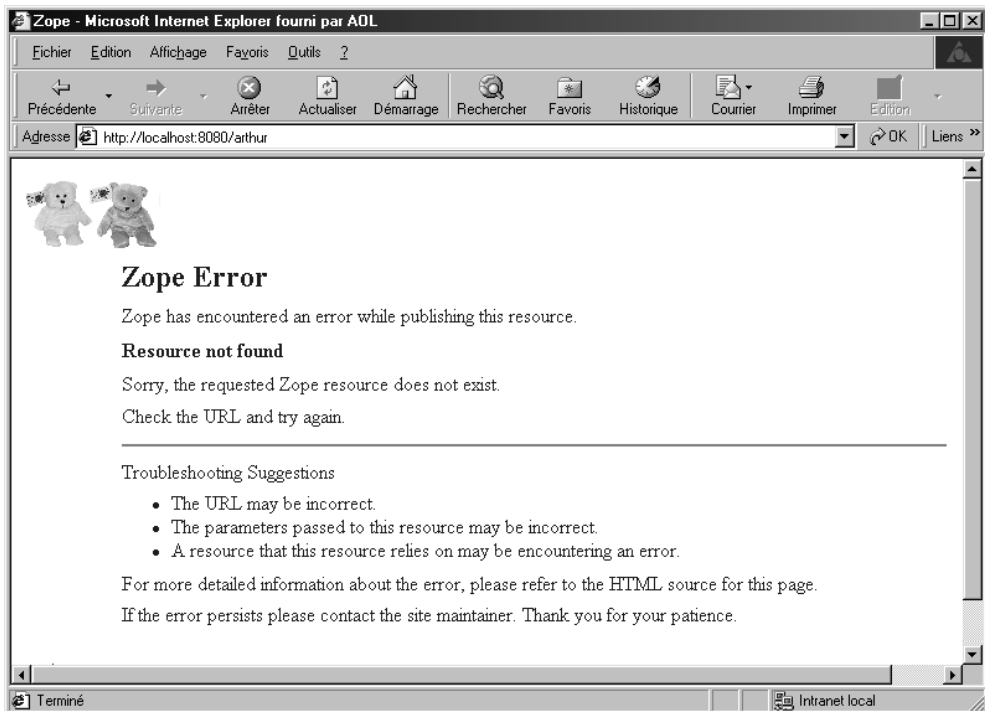 Zope - Microsoft Internet Explorer fourni par AOL
Fichier Edition Affichage Favoris Outils ?
Précédente Suivante Arrêter Actualiser Démarrage Rechercher Favoris Historique Courrier Imprimer Edition
Adresse http://localhost:8080/arthur OK Liens »
Zope Error
Zope has encountered an error while publishing this resource.
Resource not found
Sorry, the requested Zope resource does not exist.
Check the URL and try again.
Troubleshooting Suggestions
• The URL may be incorrect.
• The parameters passed to this resource may be incorrect.
• A resource that this resource relies on may be encountering an error.
For more detailed information about the error, please refer to the HTML source for this page.
If the error persists please contact the site maintainer. Thank you for your patience.
Terminé Intranet local